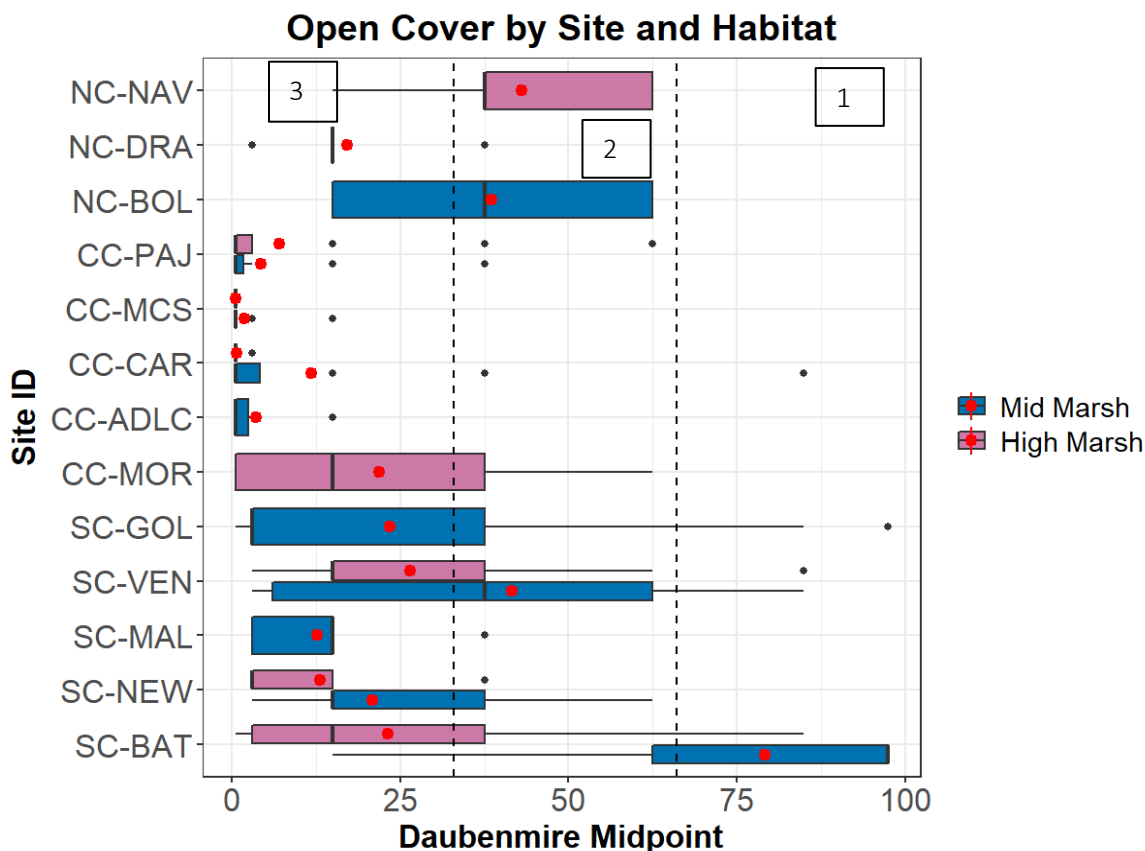 Open Cover by Site and Habitat
NC-NAV
3
1
NC-DRA
2
NC-BOL
CC-PAJ
CC-MCS
CC-CAR
CC-ADLC
CC-MOR
SC-GOL
SC-VEN
SC-MAL
SC-NEW
SC-BAT
Site ID
0 25 50 75 100
Daubenmire Midpoint
Mid Marsh
High Marsh